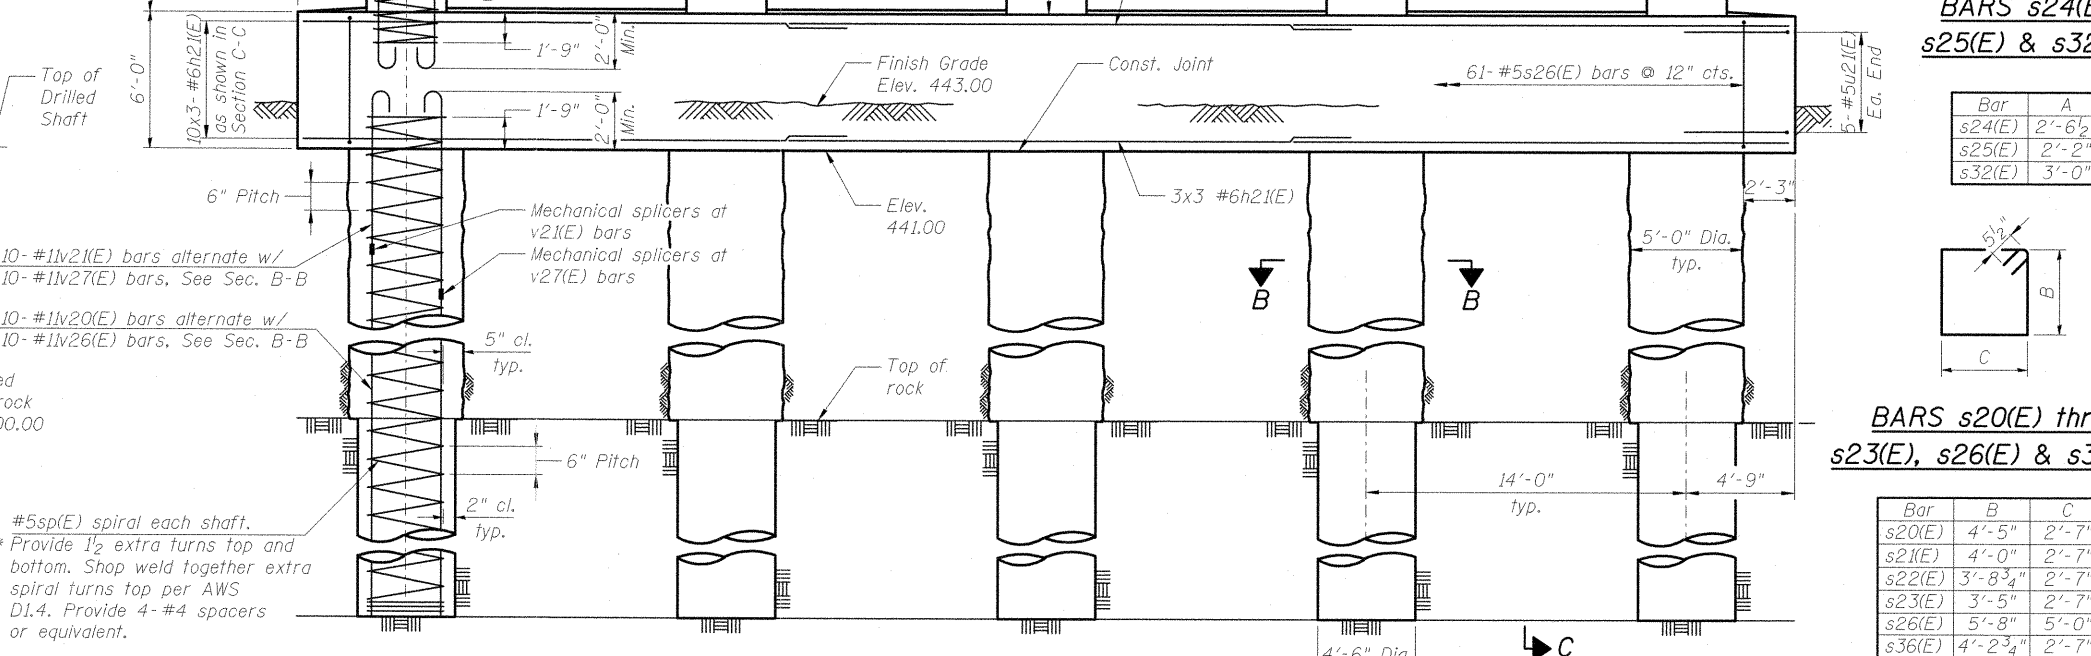 BARS s24(E
s25(E) & s32
Top of
Drilled
Shaft
6'-0"
10x3-#6h21(E)
as shown in
Section C-C
1'-9"
2'-0"
Min.
1'-9"
2'-0"
Min.
Finish Grade
Elev. 443.00
Const. Joint
61-#5s26(E) bars @ 12" cts.
5-#5u21(E)
Ea. End
Bar A
s24(E) 2'-6½
s25(E) 2'-2"
s32(E) 3'-0"
6" Pitch
Mechanical splicers at
v21(E) bars
Mechanical splicers at
v27(E) bars
Elev.
441.00
3x3 #6h21(E)
2'-3"
5'-0" Dia.
typ.
10-#11v21(E) bars alternate w/
10-#11v27(E) bars, See Sec. B-B
10-#11v20(E) bars alternate w/
10-#11v26(E) bars, See Sec. B-B
B
B
5½"
B
C
ed
rock
00.00
5" cl.
typ.
Top of
rock
6" Pitch
2" cl.
typ.
14'-0"
typ.
4'-9"
BARS s20(E) thr
s23(E), s26(E) & s3
#5sp(E) spiral each shaft.
* Provide 1½ extra turns top and
bottom. Shop weld together extra
spiral turns top per AWS
D1.4. Provide 4-#4 spacers
or equivalent.
Bar B C
s20(E) 4'-5" 2'-7"
s21(E) 4'-0" 2'-7"
s22(E) 3'-8¾" 2'-7"
s23(E) 3'-5" 2'-7"
s26(E) 5'-8" 5'-0"
s36(E) 4'-2¾" 2'-7"
4'-6" Dia
C